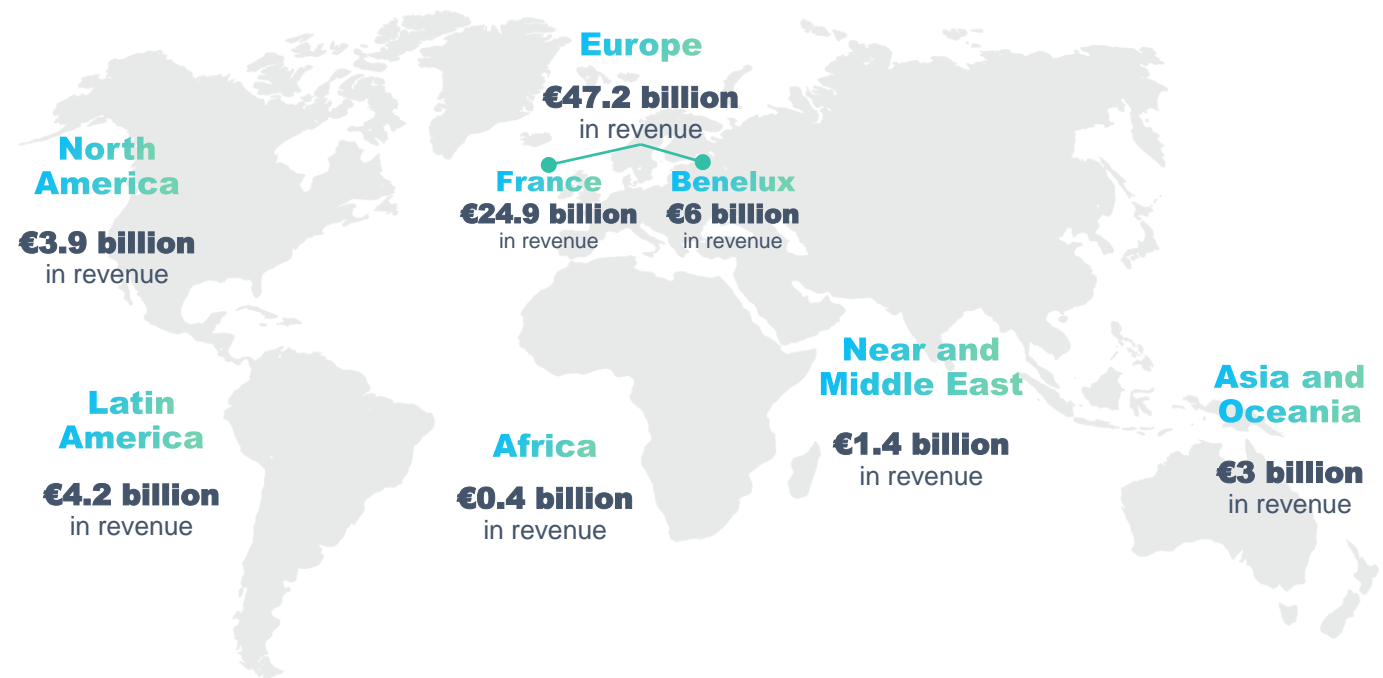 Europe
€47.2 billion
in revenue
France
€24.9 billion
in revenue
Benelux
€6 billion
in revenue
North
America
€3.9 billion
in revenue
Latin
America
€4.2 billion
in revenue
Africa
€0.4 billion
in revenue
Near and
Middle East
€1.4 billion
in revenue
Asia and
Oceania
€3 billion
in revenue